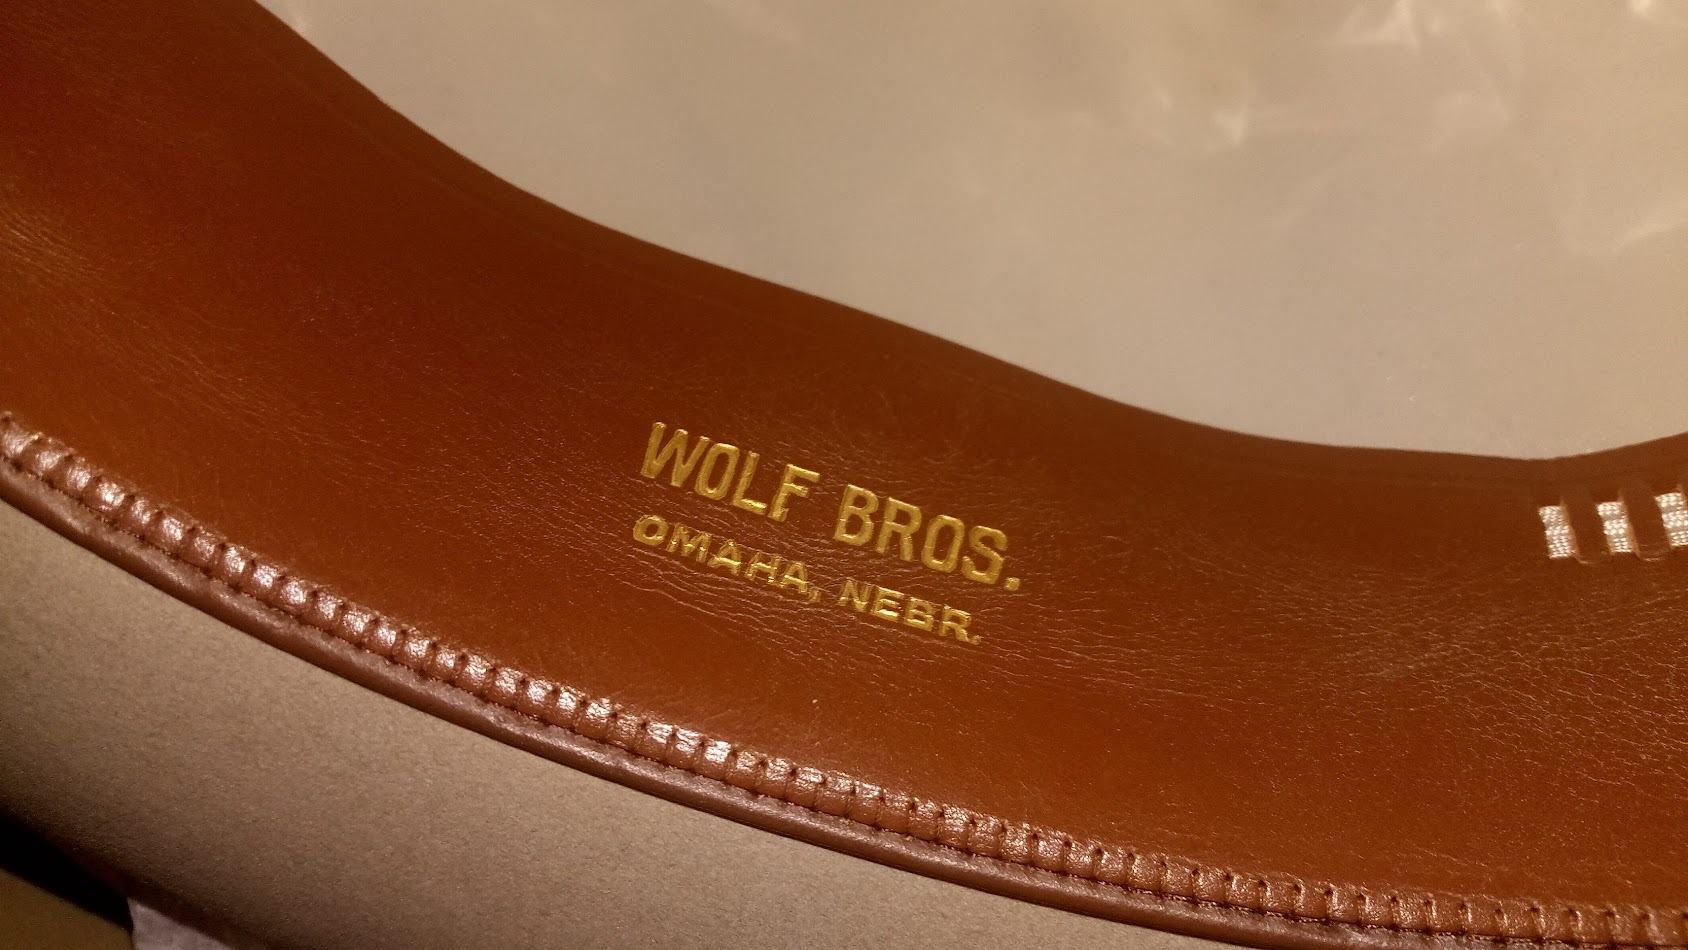 WOLF BROS.
OMAHA, NEBR.